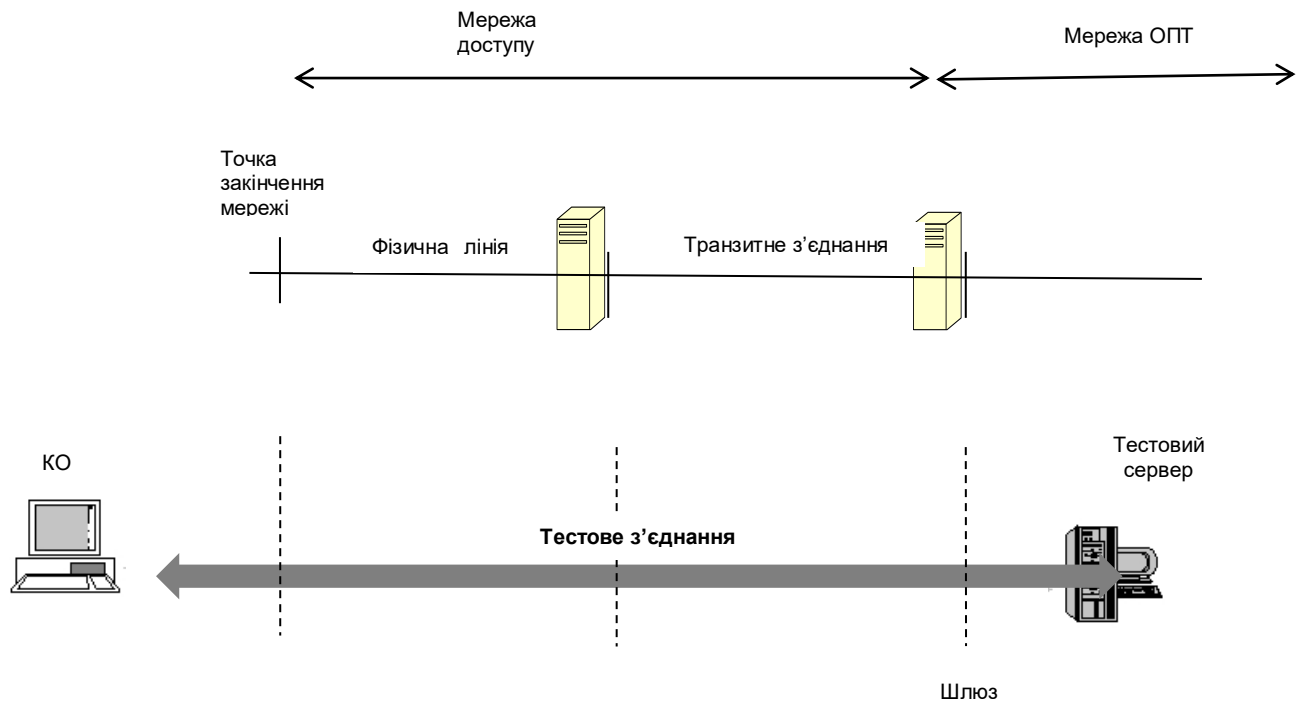 Мережа
доступу
Мережа ОПТ
Точка
закінчення
мережі
Фізична лінія
Транзитне з’єднання
КО
Тестовий
сервер
Тестове з’єднання
Шлюз